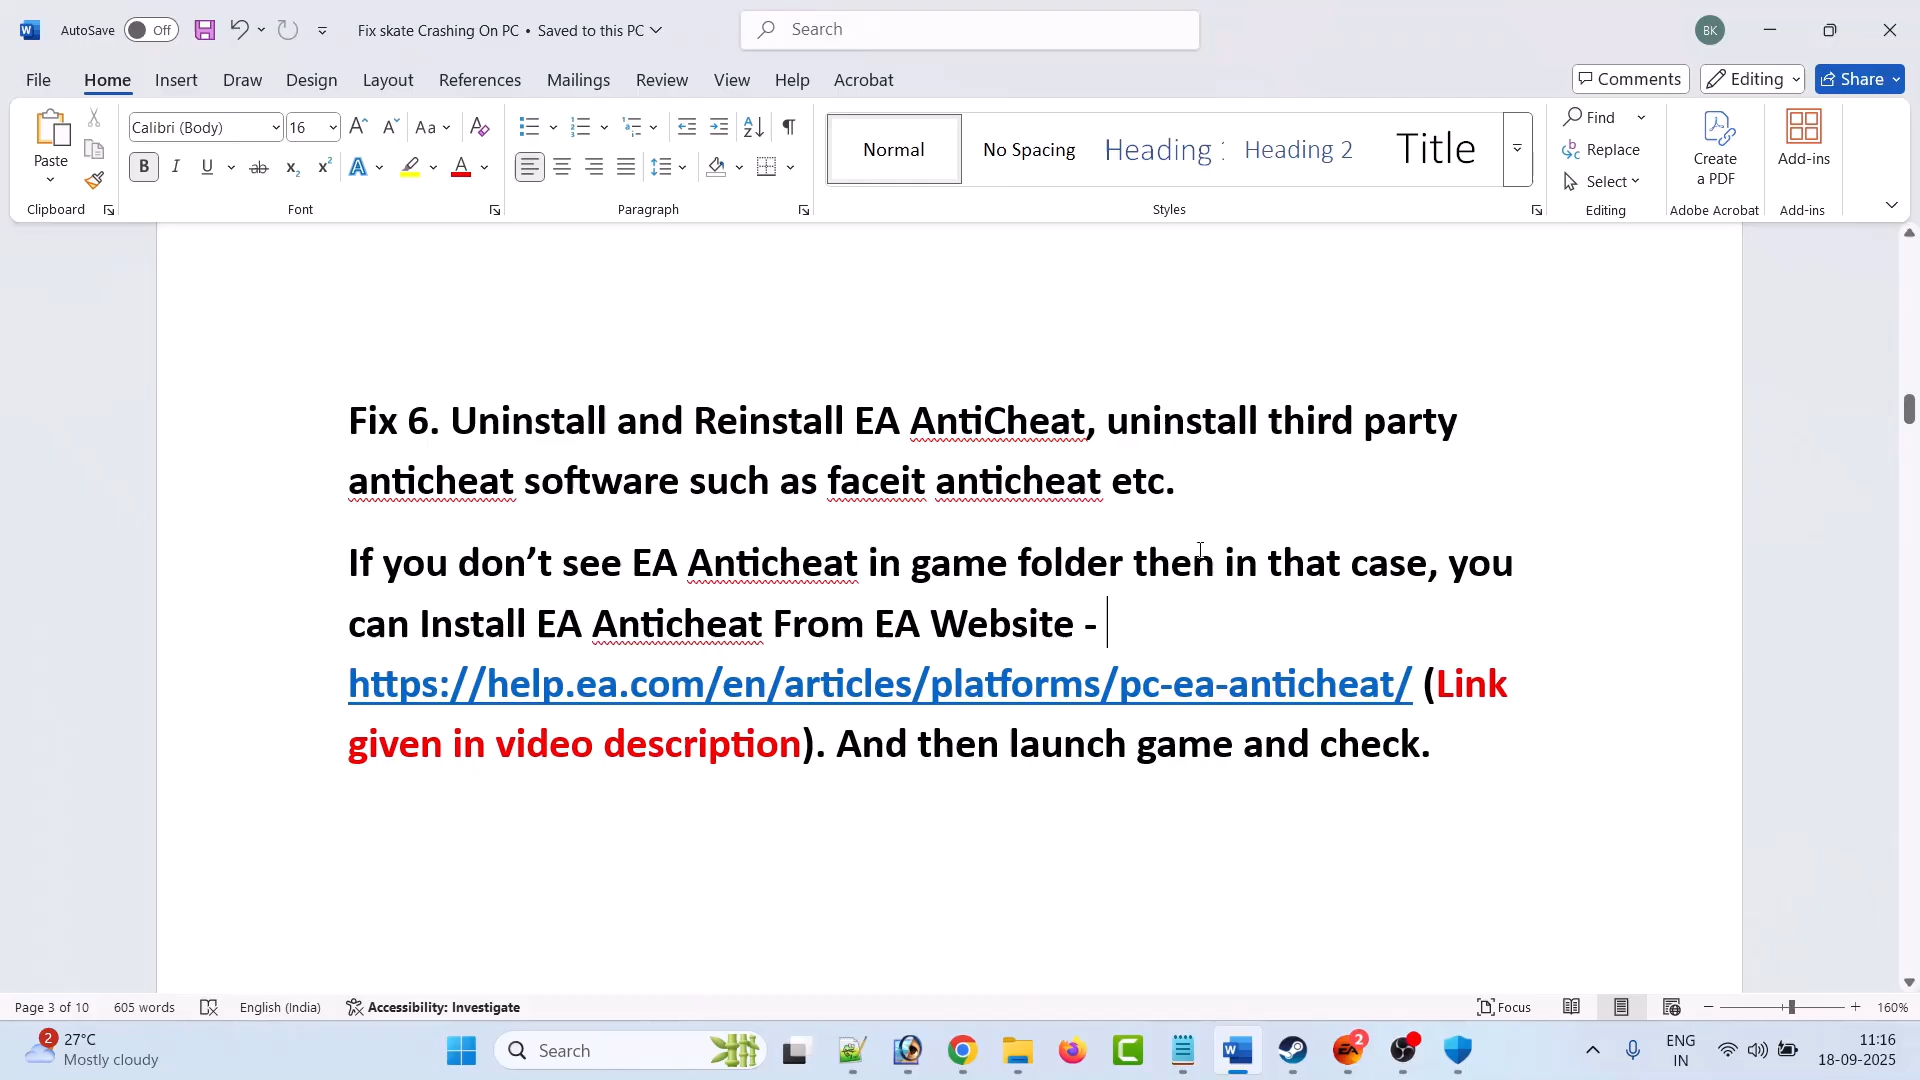 AutoSave Off Fix skate Crashing On PC • Saved to this PC Search BK
File Home Insert Draw Design Layout References Mailings Review View Help Acrobat Comments Editing Share
Paste Calibri (Body) 16 Aa Normal No Spacing Heading 1 Heading 2 Title Find Replace Select Create a PDF Add-ins
Clipboard Font Paragraph Styles Editing Adobe Acrobat Add-ins
Fix 6. Uninstall and Reinstall EA AntiCheat, uninstall third party
anticheat software such as faceit anticheat etc.
If you don’t see EA Anticheat in game folder then in that case, you
can Install EA Anticheat From EA Website -
https://help.ea.com/en/articles/platforms/pc-ea-anticheat/ (Link
given in video description). And then launch game and check.
Page 3 of 10 605 words English (India) Accessibility: Investigate Focus 160%
2 27°C
Mostly cloudy
Search
EA 2
ENG
IN
11:16
18-09-2025